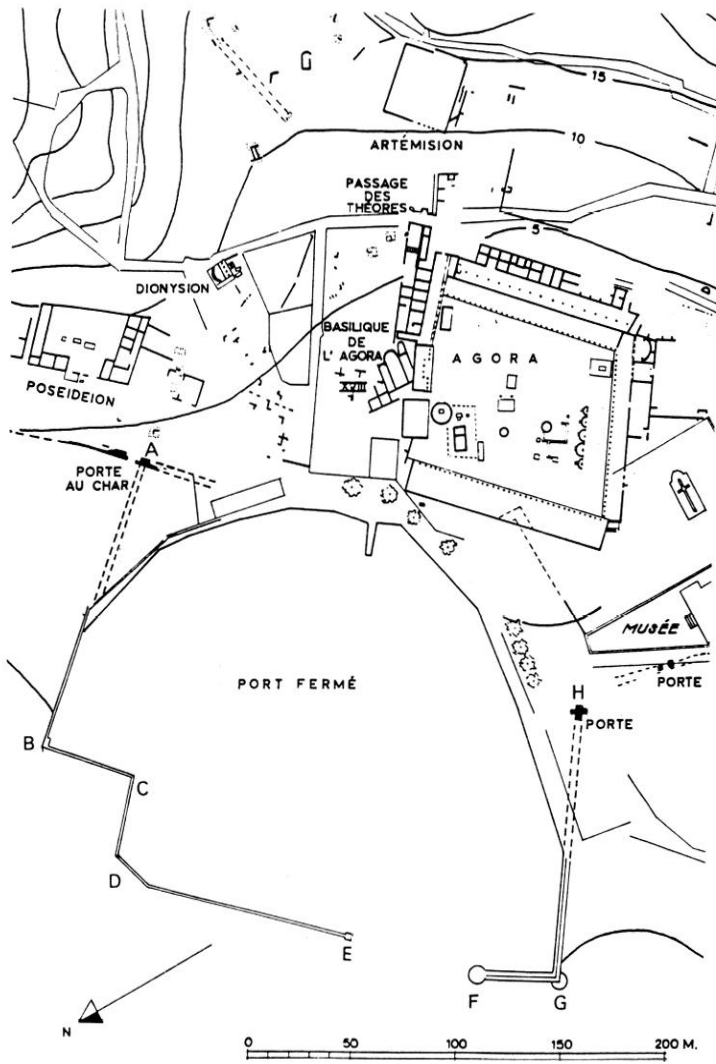 15
10
ARTÉMISION
PASSAGE
DES
THÉORES
5
DIONYSION
BASILIQUE
DE
L' AGORA
AGORA
XVIII
POSEIDEION
A
PORTE
AU CHAR
MUSÉE
PORT FERMÉ
PORTE
H
PORTE
B
C
D
E
F
G
N
0
50
100
150
200 M.